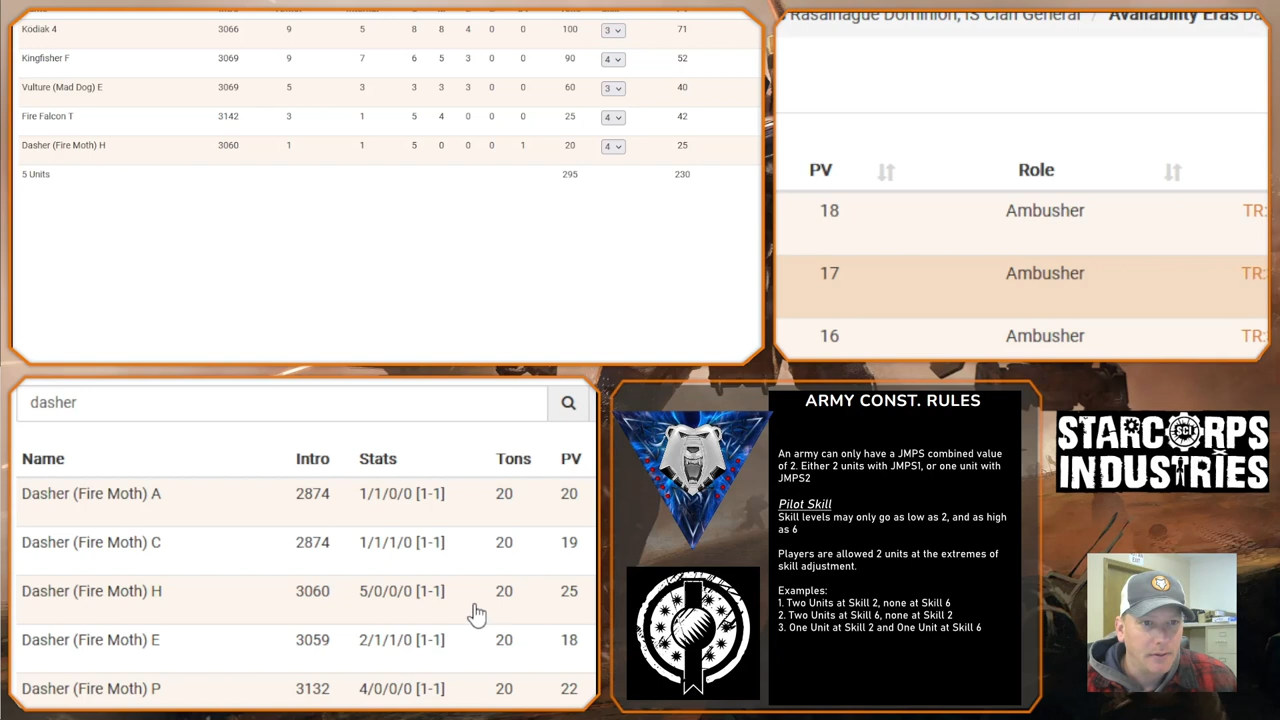 Kodiak 4 3066 9 5 8 8 4 0 0 100 3 71
Kingfisher F 3069 9 7 6 5 3 0 0 90 4 52
Vulture (Mad Dog) E 3069 5 3 3 3 3 0 0 60 3 40
Fire Falcon T 3142 3 1 5 4 0 0 0 25 4 42
Dasher (Fire Moth) H 3060 1 1 5 0 0 0 1 20 4 25
5 Units 295 230
Rasalhague Dominion, IS Clan General / Availability Eras
PV Role
18 Ambusher TR:
17 Ambusher TR:
16 Ambusher TR:
dasher
Name Intro Stats Tons PV
Dasher (Fire Moth) A 2874 1/1/0/0 [1-1] 20 20
Dasher (Fire Moth) C 2874 1/1/1/0 [1-1] 20 19
Dasher (Fire Moth) H 3060 5/0/0/0 [1-1] 20 25
Dasher (Fire Moth) E 3059 2/1/1/0 [1-1] 20 18
Dasher (Fire Moth) P 3132 4/0/0/0 [1-1] 20 22
ARMY CONST. RULES
An army can only have a JMPS combined value
of 2. Either 2 units with JMPS1, or one unit with
JMPS2
Pilot Skill
Skill levels may only go as low as 2, and as high
as 6
Players are allowed 2 units at the extremes of
skill adjustment.
Examples:
1. Two Units at Skill 2, none at Skill 6
2. Two Units at Skill 6, none at Skill 2
3. One Unit at Skill 2 and One Unit at Skill 6
STARCORPS
SCI
INDUSTRIES